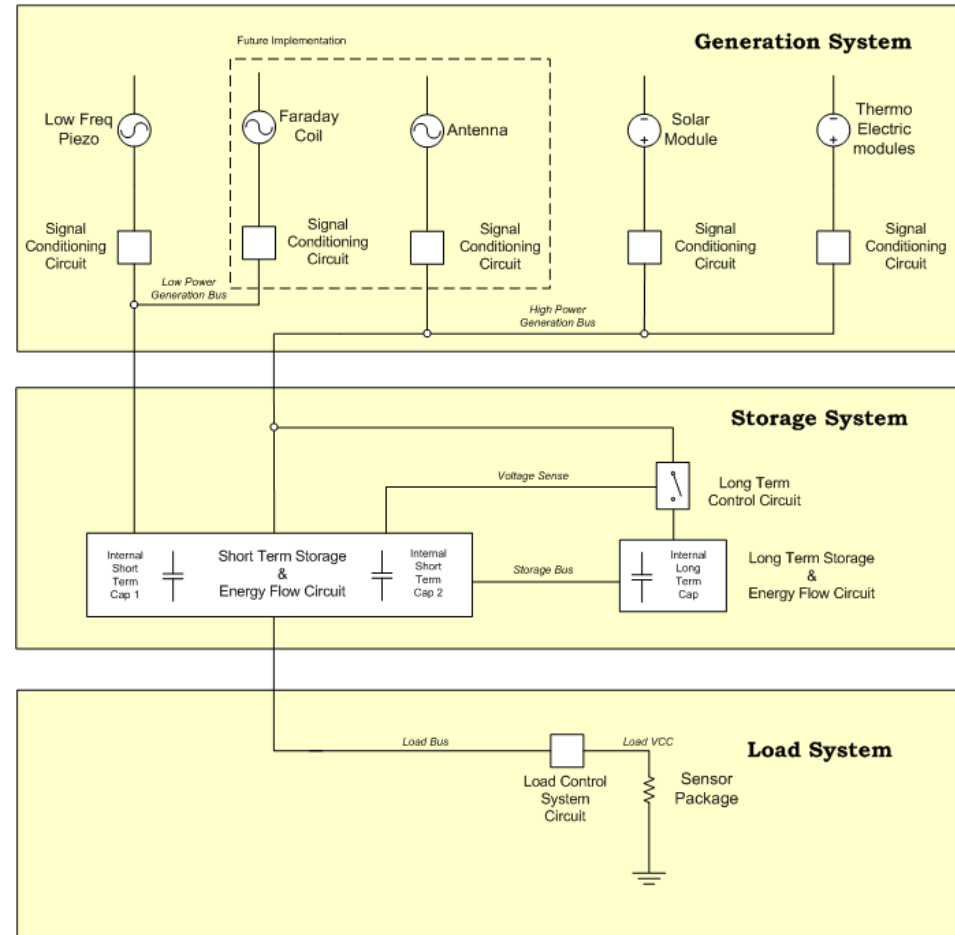 Future Implementation
Generation System
Low Freq
Piezo
Faraday
Coil
Antenna
Solar
Module
Thermo
Electric
modules
Signal
Conditioning
Circuit
Signal
Conditioning
Circuit
Signal
Conditioning
Circuit
Signal
Conditioning
Circuit
Signal
Conditioning
Circuit
Low Power
Generation Bus
High Power
Generation Bus
Storage System
Voltage Sense
Long Term
Control Circuit
Internal
Short
Term
Cap 1
Short Term Storage
&
Energy Flow Circuit
Internal
Short
Term
Cap 2
Storage Bus
Internal
Long
Term
Cap
Long Term Storage
&
Energy Flow Circuit
Load System
Load Bus
Load VCC
Load Control
System
Circuit
Sensor
Package